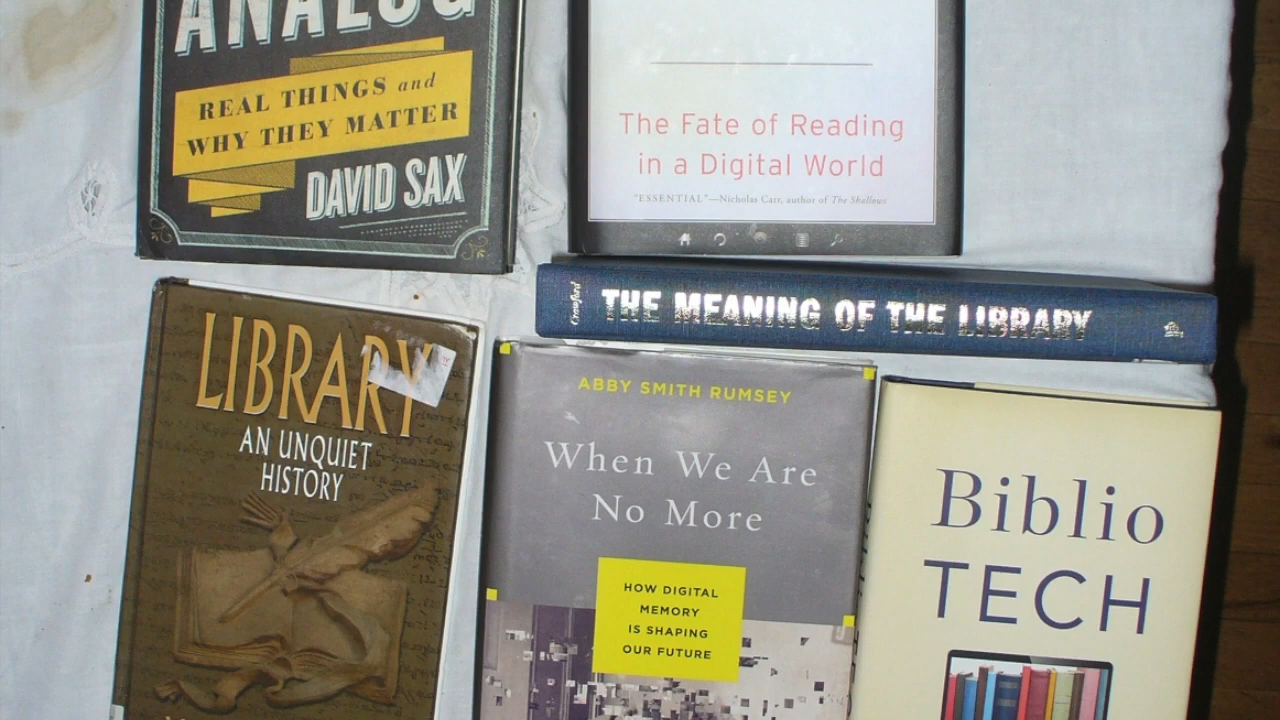 ANALOG
REAL THINGS and
WHY THEY MATTER
DAVID SAX
The Fate of Reading
in a Digital World
"ESSENTIAL"—Nicholas Carr, author of The Shallows
Crawford THE MEANING OF THE LIBRARY
LIBRARY
AN UNQUIET
HISTORY
ABBY SMITH RUMSEY
When We Are
No More
HOW DIGITAL
MEMORY
IS SHAPING
OUR FUTURE
Biblio
TECH